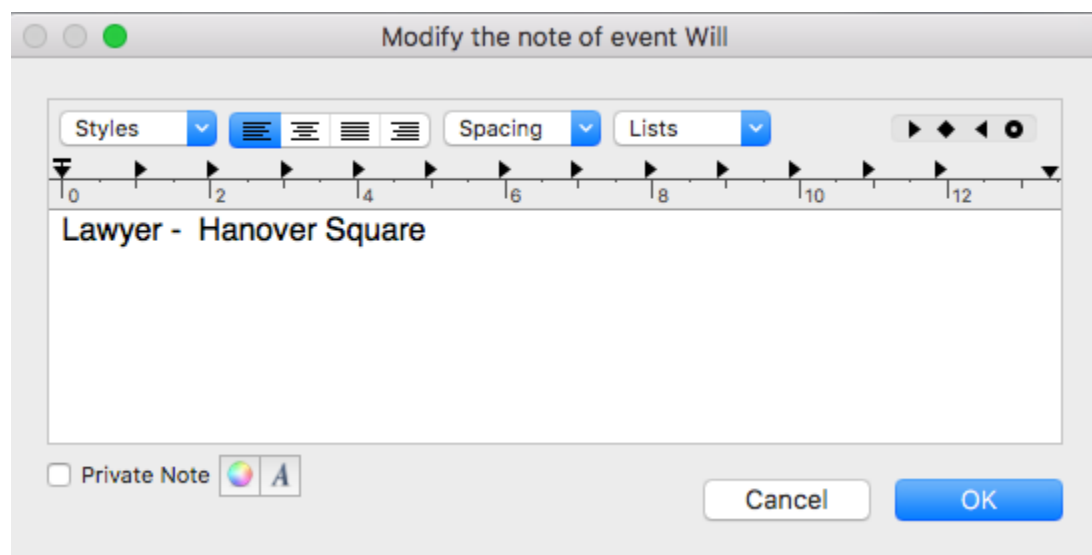 Modify the note of event Will
Styles Spacing Lists
0 2 4 6 8 10 12
Lawyer -  Hanover Square
Private Note A
Cancel OK